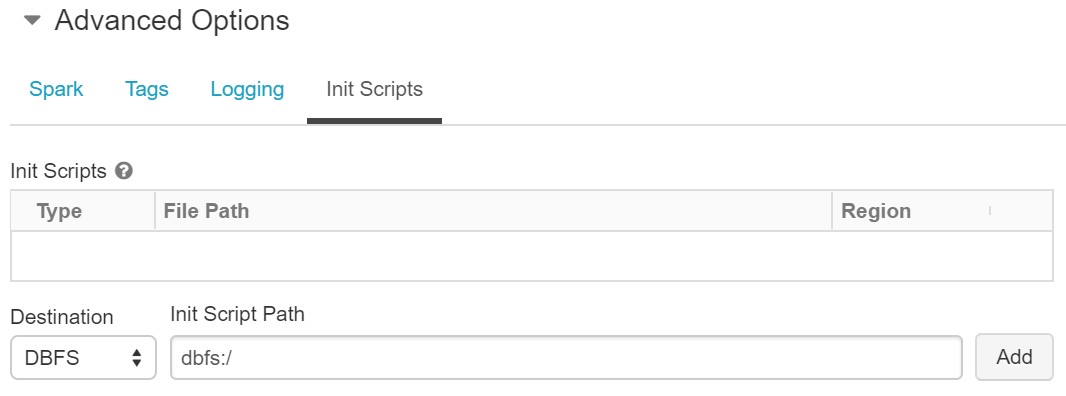 Advanced Options
Spark Tags Logging Init Scripts
Init Scripts ?
Type File Path Region
Destination Init Script Path
DBFS dbfs:/ Add